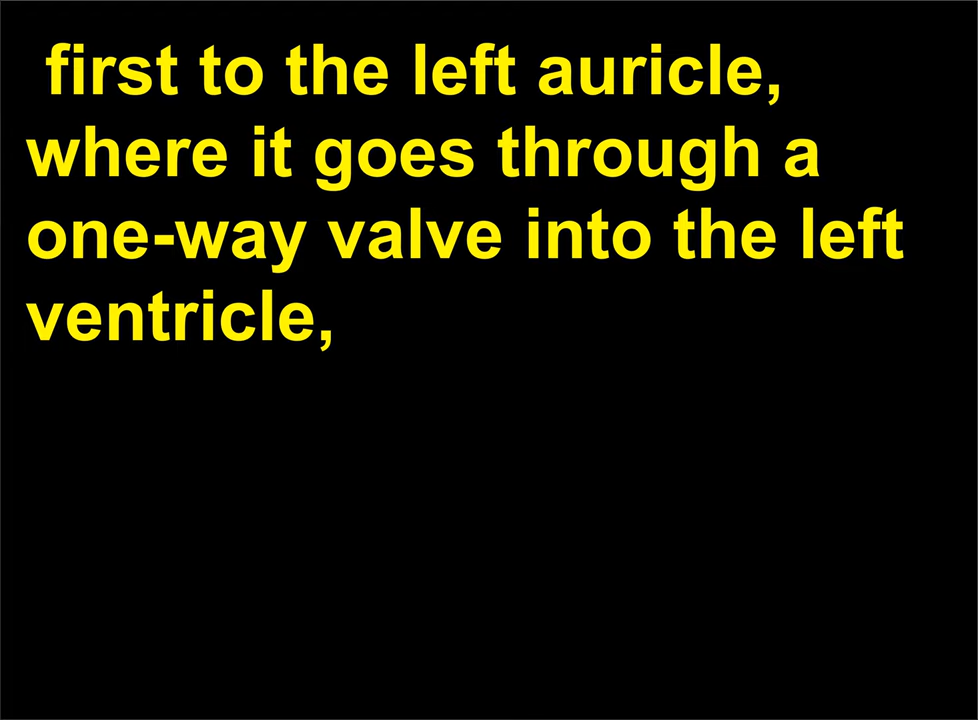 first to the left auricle,
where it goes through a
one-way valve into the left
ventricle,